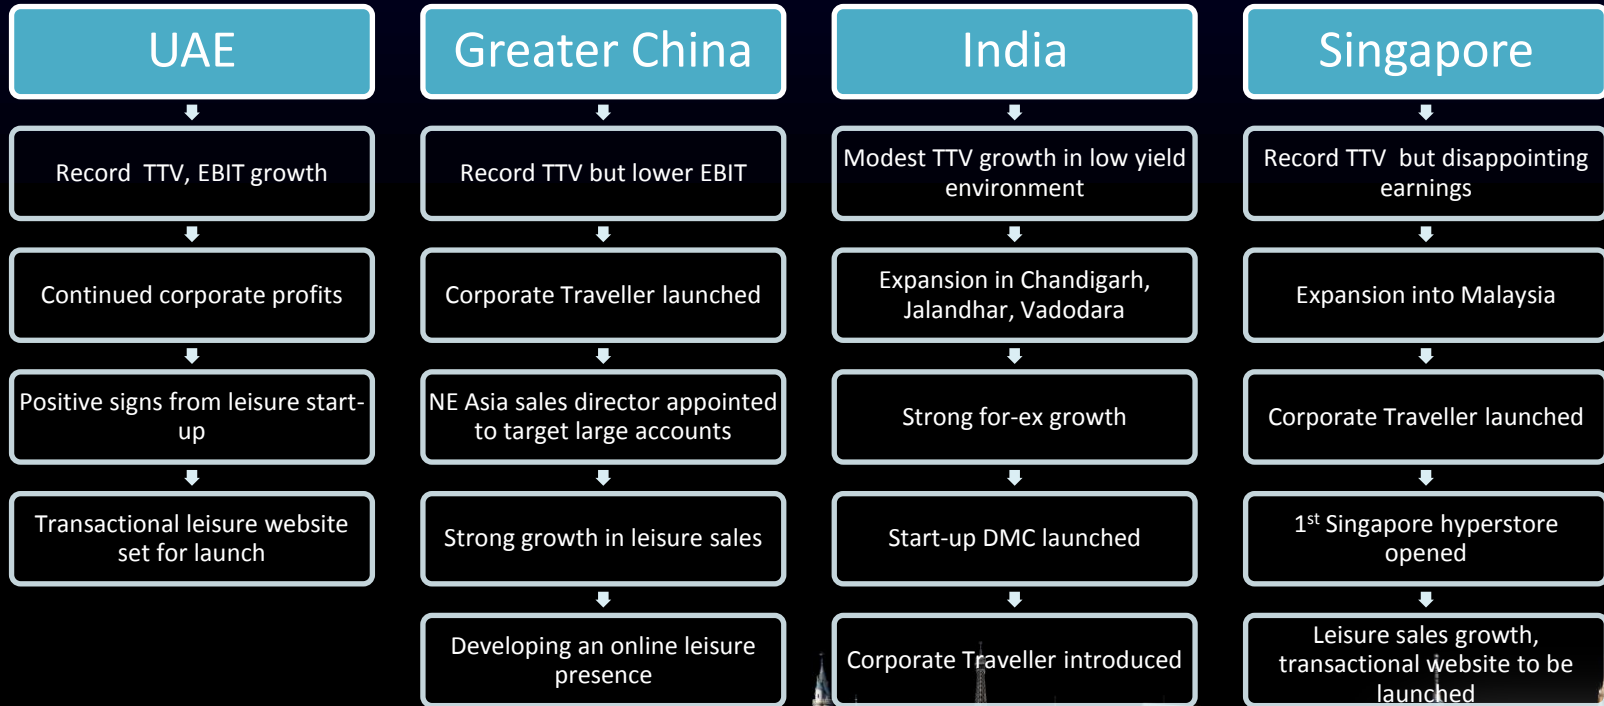 UAE
Record TTV, EBIT growth
Continued corporate profits
Positive signs from leisure start-
up
Transactional leisure website
set for launch
Greater China
Record TTV but lower EBIT
Corporate Traveller launched
NE Asia sales director appointed
to target large accounts
Strong growth in leisure sales
Developing an online leisure
presence
India
Modest TTV growth in low yield
environment
Expansion in Chandigarh,
Jalandhar, Vadodara
Strong for-ex growth
Start-up DMC launched
Corporate Traveller introduced
Singapore
Record TTV but disappointing
earnings
Expansion into Malaysia
Corporate Traveller launched
1st Singapore hyperstore
opened
Leisure sales growth,
transactional website to be
launched